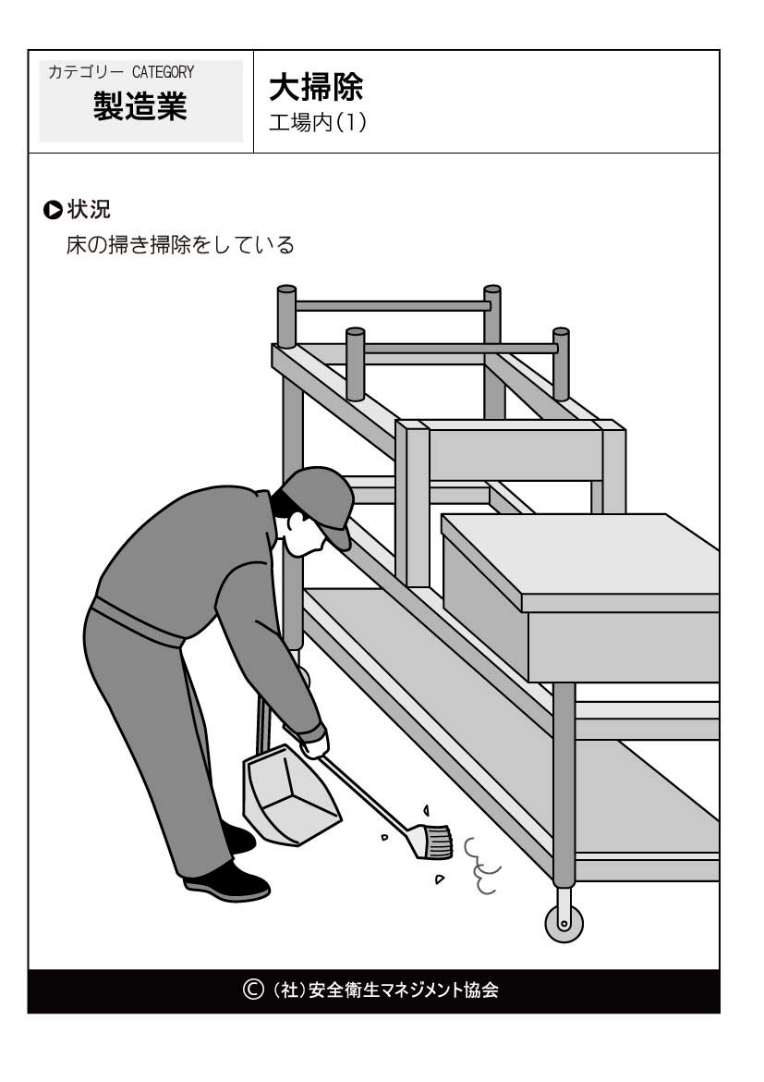 カテゴリー CATEGORY
製造業
大掃除
工場内(1)
状況
床の掃き掃除をしている
© (社)安全衛生マネジメント協会